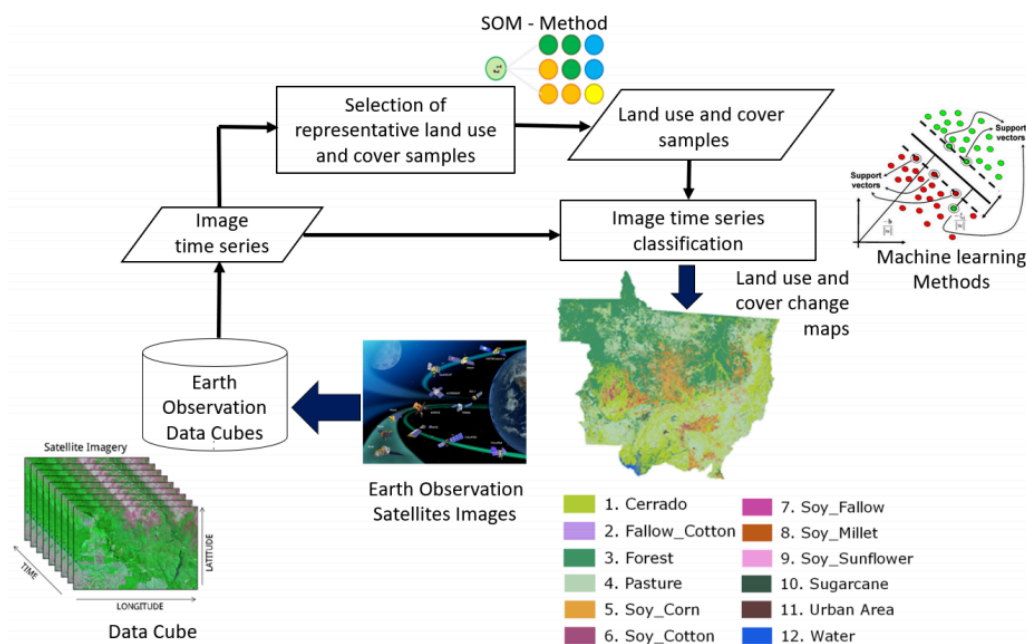 SOM - Method
Selection of
representative land use
and cover samples
Land use and cover
samples
Support
vectors
Support
vectors
Image
time series
Image time series
classification
Machine learning
Methods
Land use and
cover change
maps
Earth
Observation
Data Cubes
Satellite Imagery
TIME
LATITUDE
LONGITUDE
Data Cube
Earth Observation
Satellites Images
1. Cerrado
2. Fallow_Cotton
3. Forest
4. Pasture
5. Soy_Corn
6. Soy_Cotton
7. Soy_Fallow
8. Soy_Millet
9. Soy_Sunflower
10. Sugarcane
11. Urban Area
12. Water